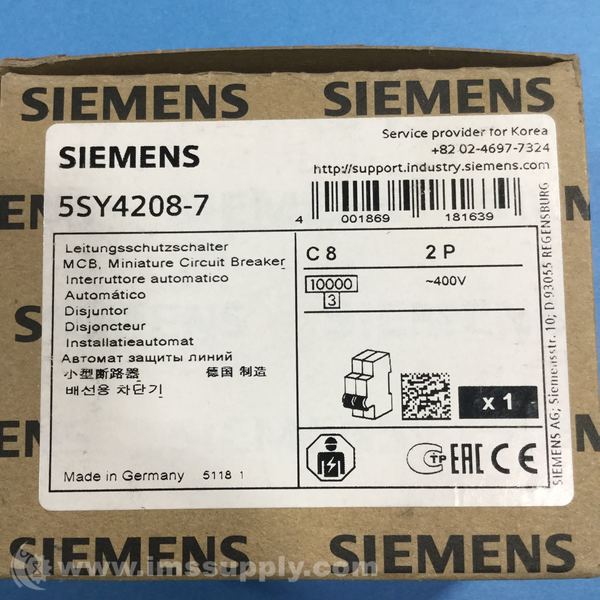 SIEMENS SIEMENS
SIEMENS
Service provider for Korea
+82 02-4697-7324
http://support.industry.siemens.com
5SY4208-7
4 001869 181639
Leitungsschutzschalter
MCB, Miniature Circuit Breaker
Interruttore automatico
Automático
Disjuntor
Disjoncteur
Installatieautomat
Автомат защиты линий
小型断路器 德国 制造
배선용 차단기
C 8 2 P
10000 ~400V
3
x 1
Made in Germany 5118 1
СТР EAC CE
SIEMENS AG; Siemensstr. 10; D-93055 REGENSBURG
SIEMENS SIEMENS
www.imssupply.com